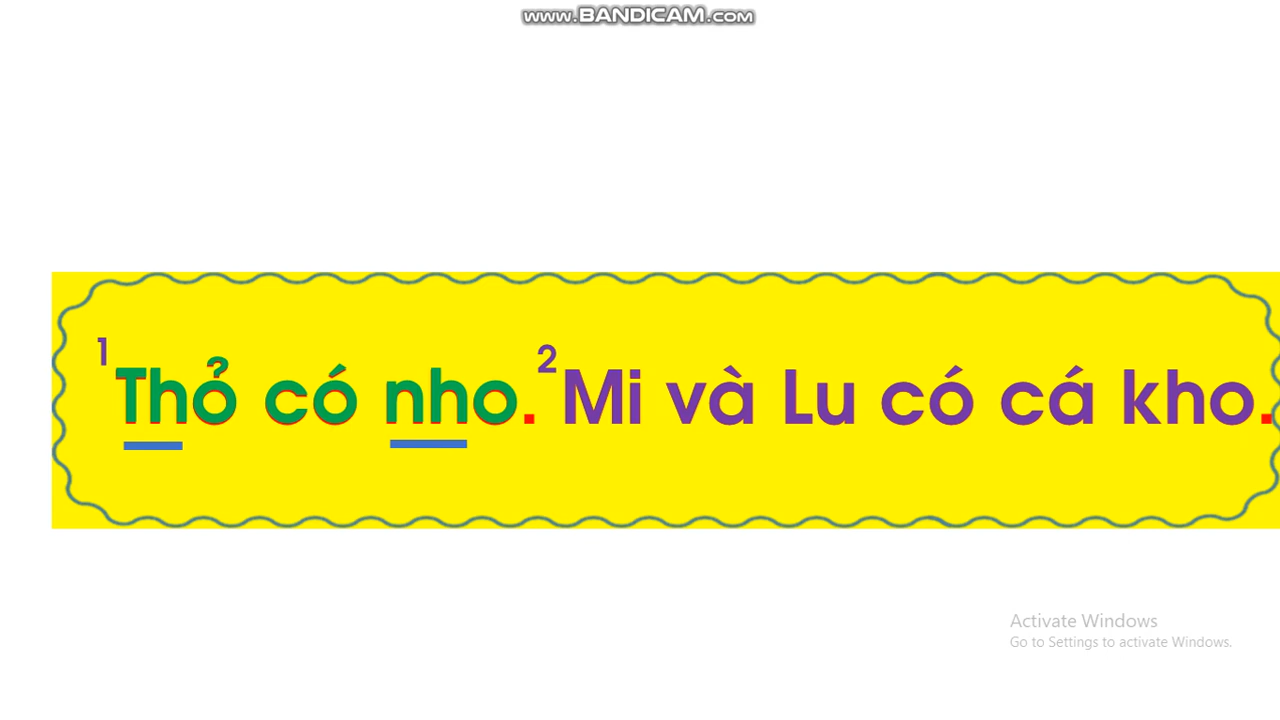 www.BANDICAM.com
1 Thỏ có nho. 2 Mi và Lu có cá kho.
Activate Windows
Go to Settings to activate Windows.